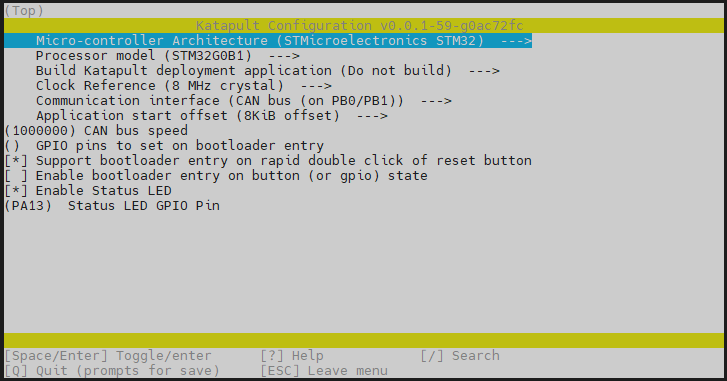 (Top)
Katapult Configuration v0.0.1-59-g0ac72fc
Micro-controller Architecture (STMicroelectronics STM32)  --->
Processor model (STM32G0B1)  --->
Build Katapult deployment application (Do not build)  --->
Clock Reference (8 MHz crystal)  --->
Communication interface (CAN bus (on PB0/PB1))  --->
Application start offset (8KiB offset)  --->
(1000000) CAN bus speed
()  GPIO pins to set on bootloader entry
[*] Support bootloader entry on rapid double click of reset button
[ ] Enable bootloader entry on button (or gpio) state
[*] Enable Status LED
(PA13)  Status LED GPIO Pin
[Space/Enter] Toggle/enter     [?] Help     [/] Search
[Q] Quit (prompts for save)     [ESC] Leave menu